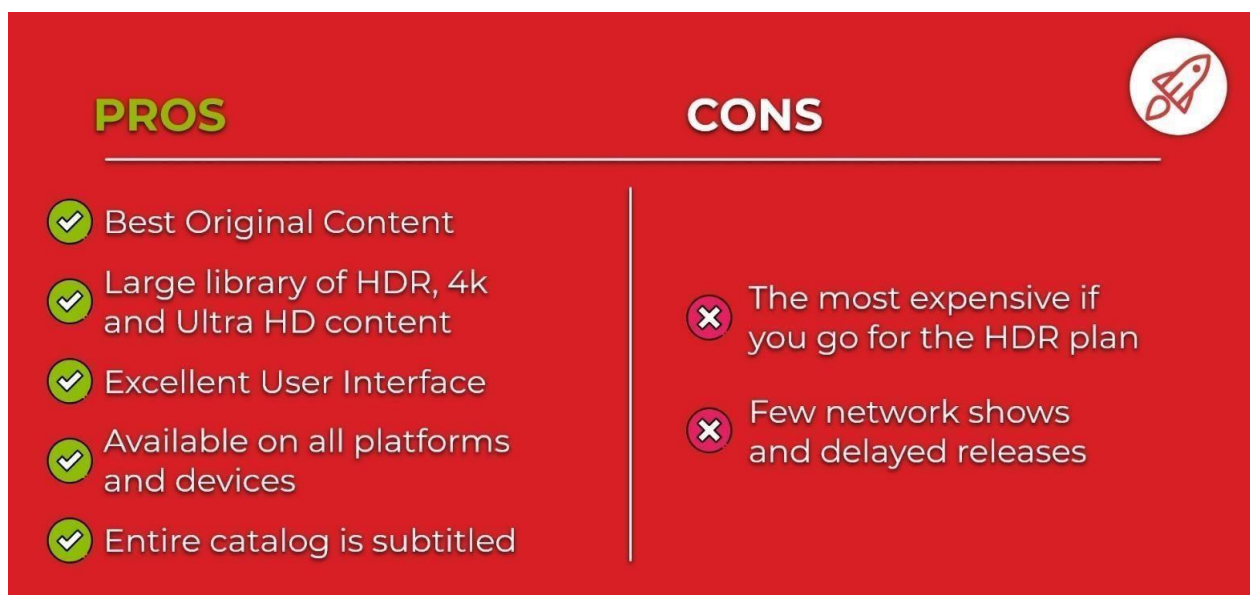 PROS
Best Original Content
Large library of HDR, 4k
and Ultra HD content
Excellent User Interface
Available on all platforms
and devices
Entire catalog is subtitled
CONS
The most expensive if
you go for the HDR plan
Few network shows
and delayed releases